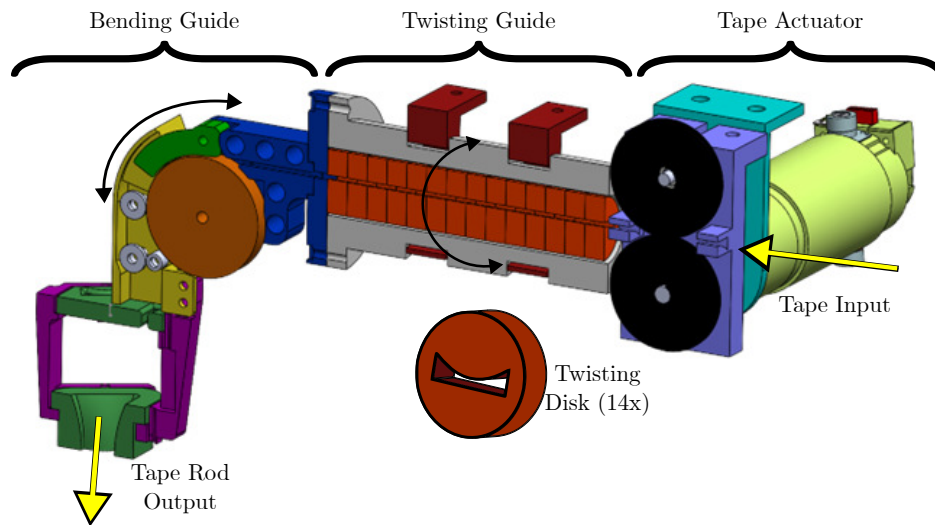 Bending Guide
Twisting Guide
Tape Actuator
Tape Input
Twisting
Disk (14x)
Tape Rod
Output